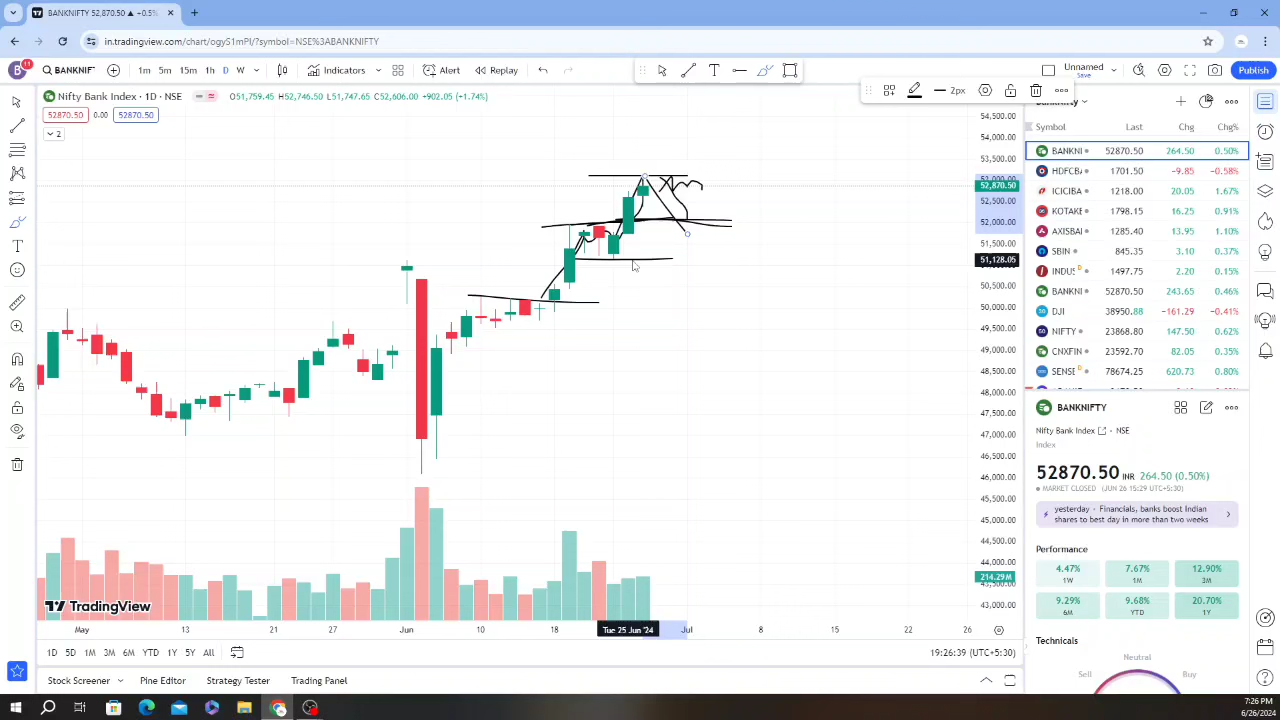 BANKNIFTY 52,870.50 ▲ +0.5%
in.tradingview.com/chart/ogyS1mPl/?symbol=NSE%3ABANKNIFTY
B 11 BANKNIF 1m 5m 15m 1h D W Indicators Alert Replay Unnamed Save Publish
2px
Nifty Bank Index · 1D · NSE O51,759.45 H52,746.50 L51,747.65 C52,606.00 +902.05 (+1.74%)
52870.50 0.00 52870.50
2
54,500.00
54,000.00
53,500.00
52,870.50
52,500.00
52,000.00
51,500.00
51,128.05
50,500.00
50,000.00
49,500.00
49,000.00
48,500.00
48,000.00
47,500.00
47,000.00
46,500.00
46,000.00
45,500.00
45,000.00
44,500.00
44,000.00
214.29M
43,000.00
TradingView
May 13 21 27 Jun 10 18 Tue 25 Jun '24 Jul 8 15 22 26
1D 5D 1M 3M 6M YTD 1Y 5Y All 19:26:39 (UTC+5:30)
Stock Screener Pine Editor Strategy Tester Trading Panel
Symbol Last Chg Chg%
BANKNI 52870.50 264.50 0.50%
HDFCBA 1701.50 -9.85 -0.58%
ICICIBA 1218.00 20.05 1.67%
KOTAKB 1798.15 16.25 0.91%
AXISBAI 1285.40 13.95 1.10%
SBIN 845.35 3.10 0.37%
INDUS D 1497.75 2.20 0.15%
BANKNI 52870.50 243.65 0.46%
DJI 38950.88 -161.29 -0.41%
NIFTY 23868.80 147.50 0.62%
CNXFIN 23592.70 82.05 0.35%
SENSE D 78674.25 620.73 0.80%
BANKNIFTY
Nifty Bank Index · NSE
Index
52870.50 INR 264.50 (0.50%)
MARKET CLOSED (JUN 26 15:29 UTC+5:30)
yesterday · Financials, banks boost Indian
shares to best day in more than two weeks
Performance
4.47% 7.67% 12.90%
1W 1M 3M
9.29% 9.68% 20.70%
6M YTD 1Y
Technicals
Neutral
Sell Buy
7:26 PM
6/26/2024